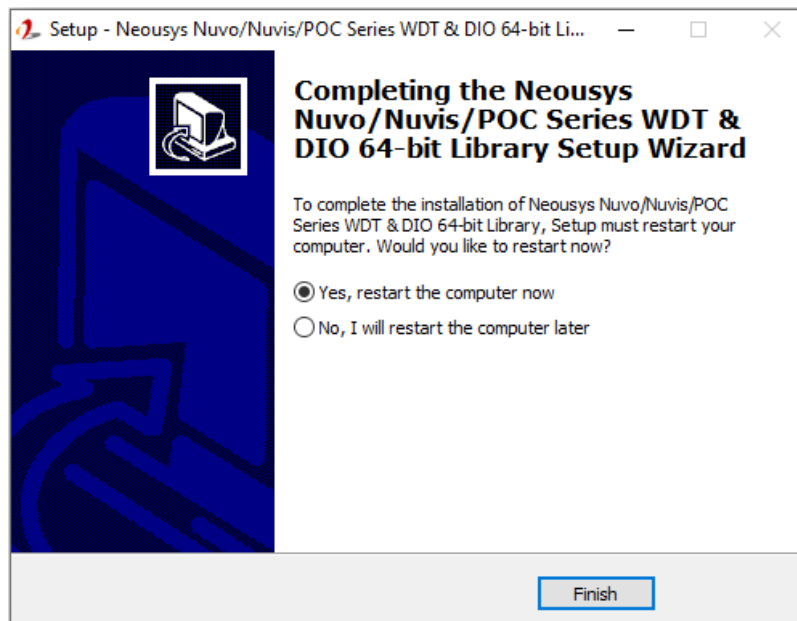 Setup - Neousys Nuvo/Nuvis/POC Series WDT & DIO 64-bit Li...
Completing the Neousys
Nuvo/Nuvis/POC Series WDT &
DIO 64-bit Library Setup Wizard
To complete the installation of Neousys Nuvo/Nuvis/POC
Series WDT & DIO 64-bit Library, Setup must restart your
computer. Would you like to restart now?
Yes, restart the computer now
No, I will restart the computer later
Finish